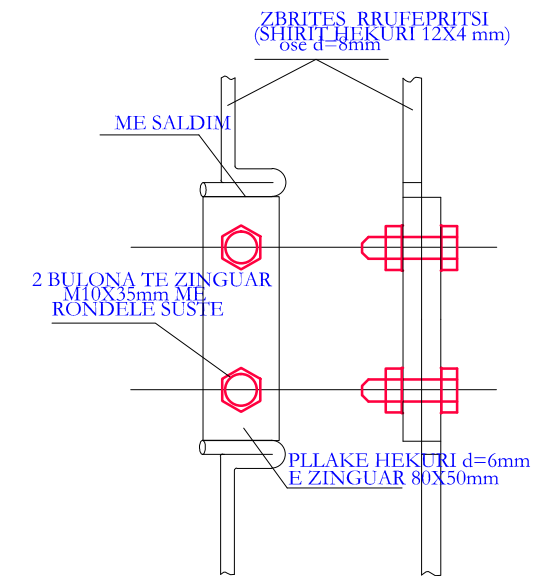 ZBRITES RRUFEPRITSI
(SHIRIT HEKURI 12X4 mm)
ose d=8mm
ME SALDIM
2 BULONA TE ZINGUAR
M10X35mm ME
RONDELE SUSTE
PLLAKE HEKURI d=6mm
E ZINGUAR 80X50mm